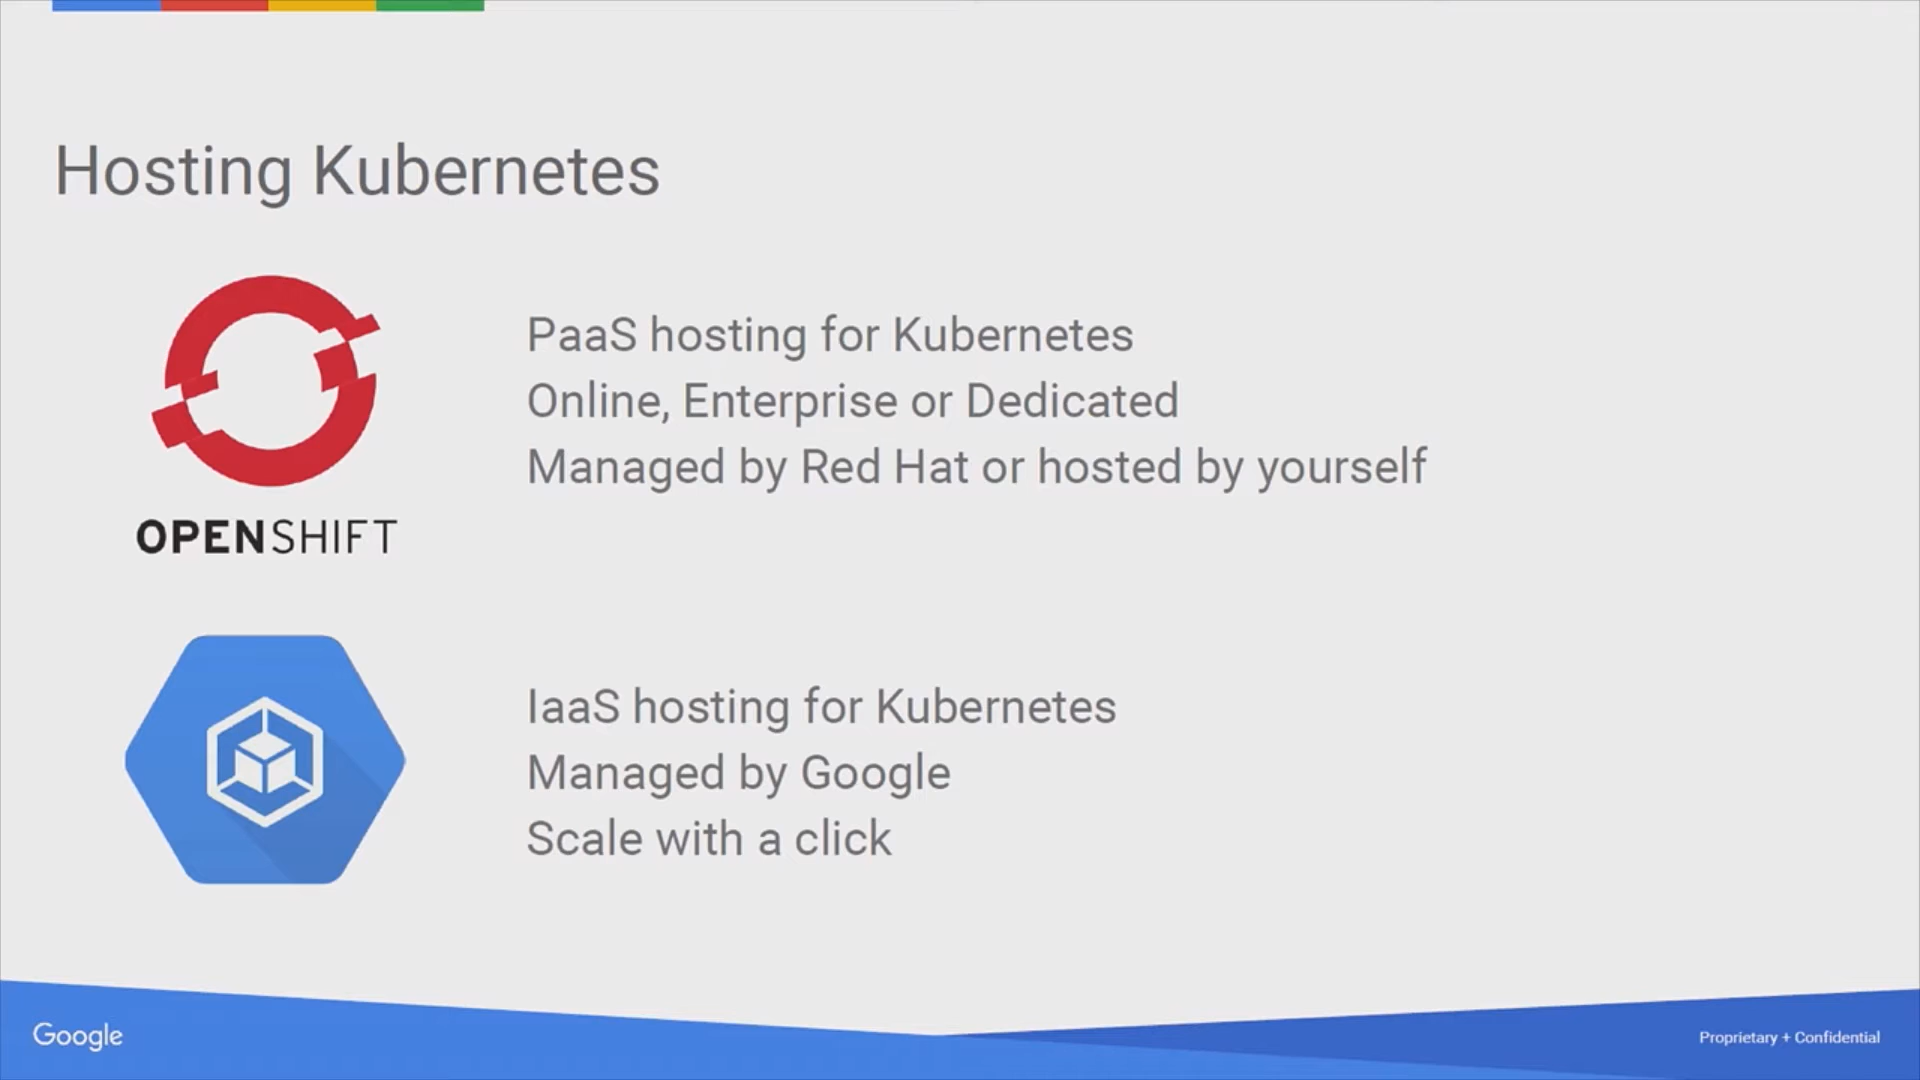 Hosting Kubernetes
PaaS hosting for Kubernetes
Online, Enterprise or Dedicated
Managed by Red Hat or hosted by yourself
OPENSHIFT
IaaS hosting for Kubernetes
Managed by Google
Scale with a click
Google
Proprietary + Confidential